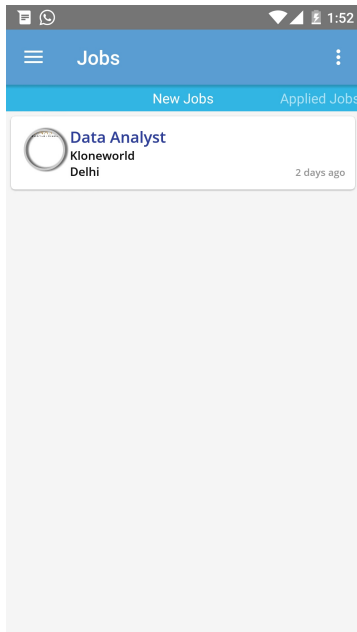 1:52
Jobs
New Jobs
Applied Jobs
Data Analyst
Kloneworld
Delhi
2 days ago